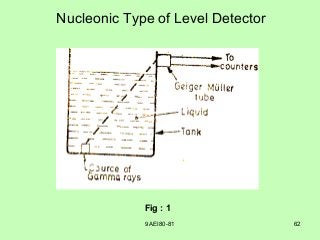 Nucleonic Type of Level Detector
To
counters
Geiger Müller
tube
Liquid
Tank
Source of
Gamma rays
Fig : 1
9AEI80-81
62